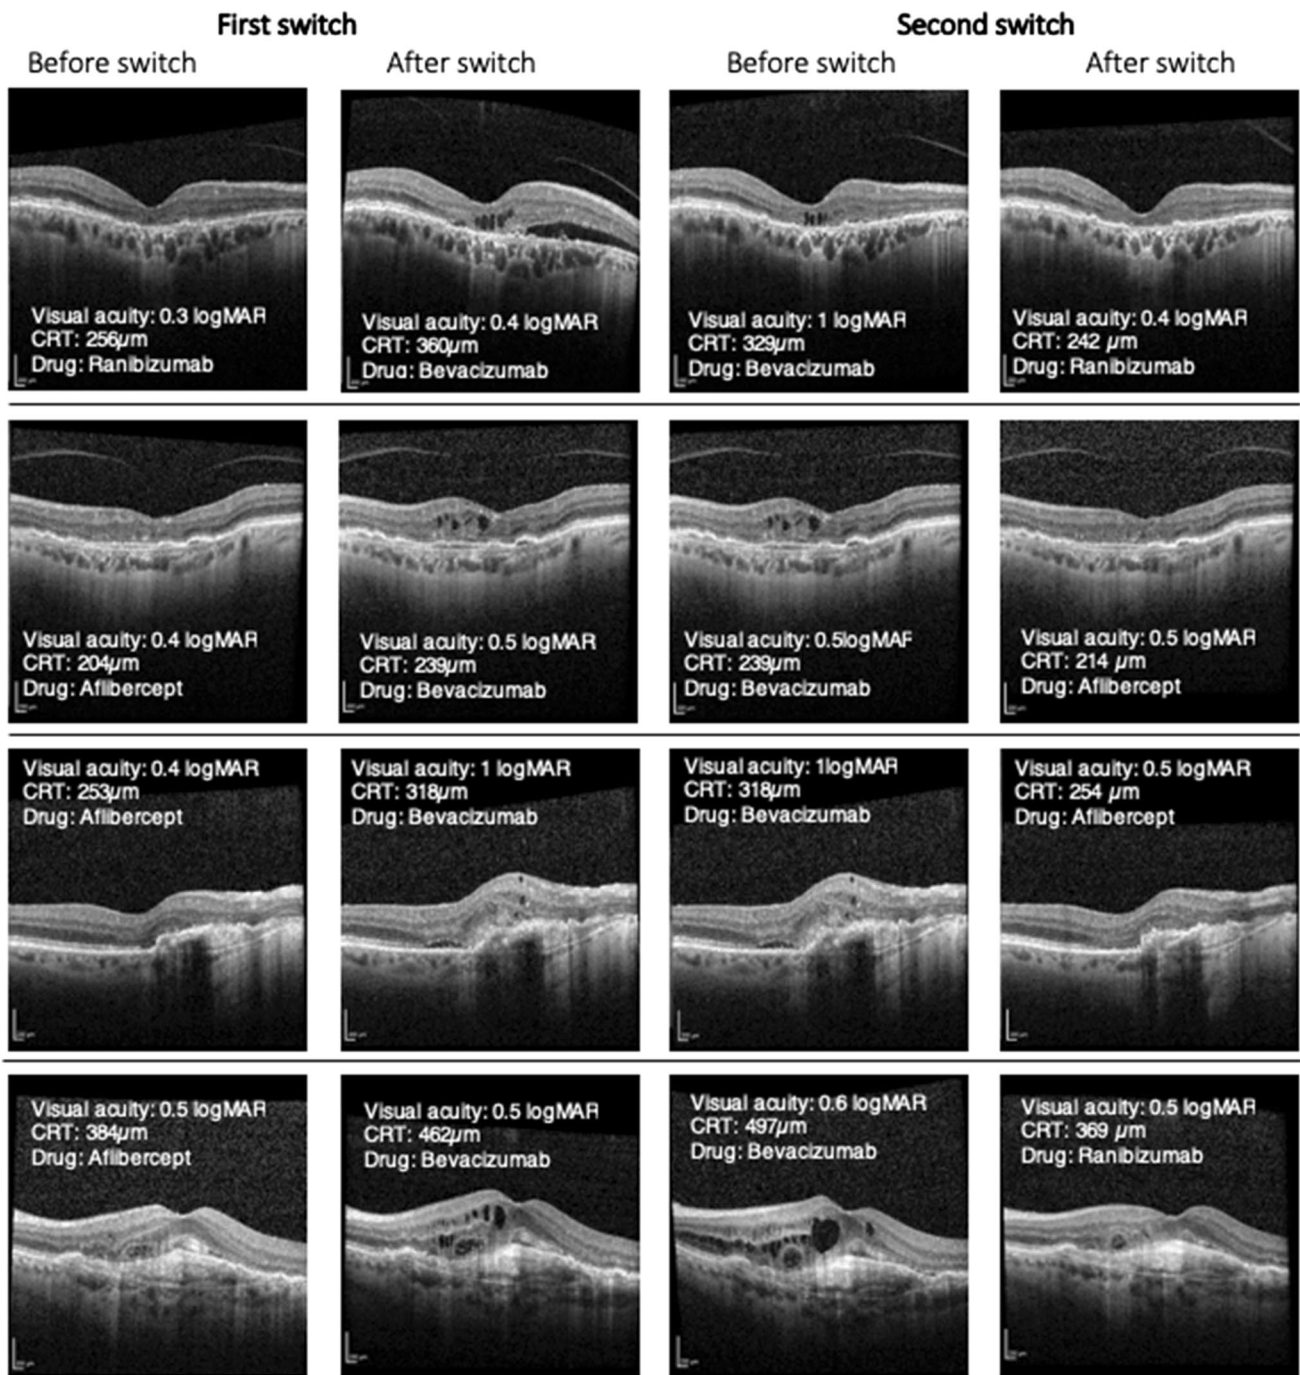 First switch
Second switch
Before switch
After switch
Before switch
After switch
Visual acuity: 0.3 logMAR
CRT: 256µm
Drug: Ranibizumab
Visual acuity: 0.4 logMAR
CRT: 360µm
Drug: Bevacizumab
Visual acuity: 1 logMAR
CRT: 329µm
Drug: Bevacizumab
Visual acuity: 0.4 logMAR
CRT: 242 µm
Drug: Ranibizumab
Visual acuity: 0.4 logMAR
CRT: 204µm
Drug: Aflibercept
Visual acuity: 0.5 logMAR
CRT: 239µm
Drug: Bevacizumab
Visual acuity: 0.5logMAR
CRT: 239µm
Drug: Bevacizumab
Visual acuity: 0.5 logMAR
CRT: 214 µm
Drug: Aflibercept
Visual acuity: 0.4 logMAR
CRT: 253µm
Drug: Aflibercept
Visual acuity: 1 logMAR
CRT: 318µm
Drug: Bevacizumab
Visual acuity: 1logMAR
CRT: 318µm
Drug: Bevacizumab
Visual acuity: 0.5 logMAR
CRT: 254 µm
Drug: Aflibercept
Visual acuity: 0.5 logMAR
CRT: 384µm
Drug: Aflibercept
Visual acuity: 0.5 logMAR
CRT: 462µm
Drug: Bevacizumab
Visual acuity: 0.6 logMAR
CRT: 497µm
Drug: Bevacizumab
Visual acuity: 0.5 logMAR
CRT: 369 µm
Drug: Ranibizumab